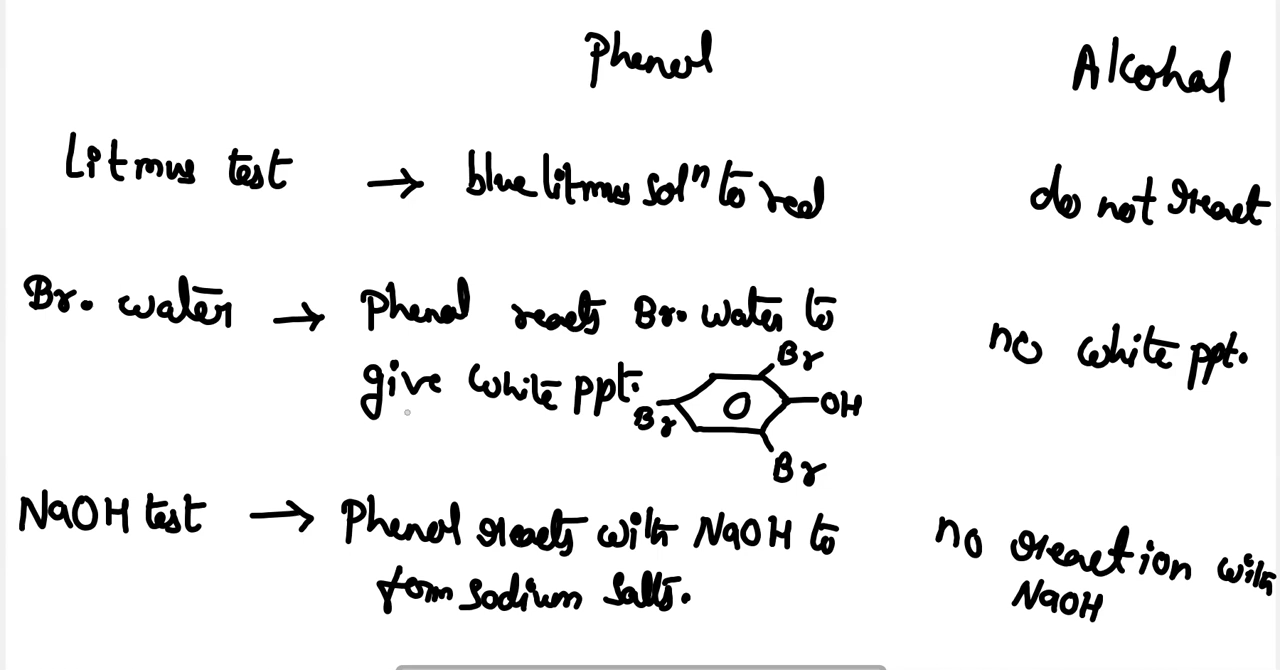 Phenol Alcohal
Litmus test → blue litmus solⁿ to red do not react
Br. water → Phenol reacts Br. water to no white ppt.
give white ppt. Br Br OH Br
NaOH test → Phenol reacts with NaOH to no reaction with
form sodium salts. NaOH